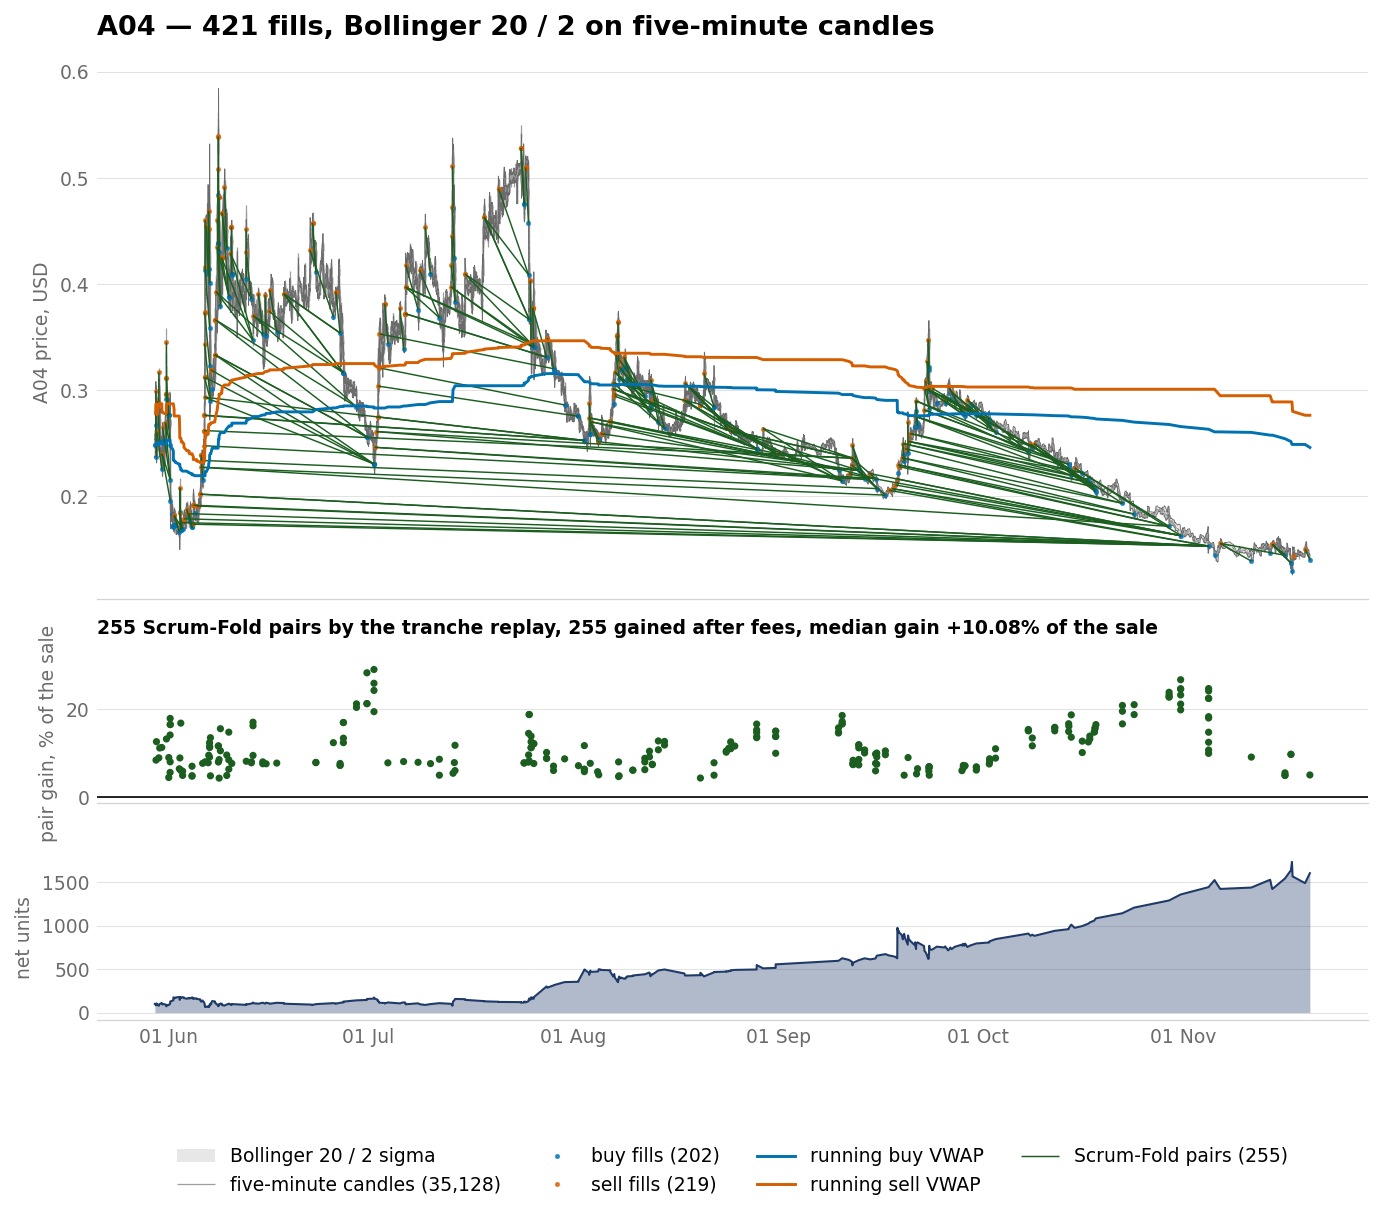 A04 — 421 fills, Bollinger 20 / 2 on five-minute candles
A04 price, USD
0.6
0.5
0.4
0.3
0.2
255 Scrum-Fold pairs by the tranche replay, 255 gained after fees, median gain +10.08% of the sale
pair gain, % of the sale
20
0
net units
1500
1000
500
0
01 Jun
01 Jul
01 Aug
01 Sep
01 Oct
01 Nov
Bollinger 20 / 2 sigma
five-minute candles (35,128)
buy fills (202)
sell fills (219)
running buy VWAP
running sell VWAP
Scrum-Fold pairs (255)